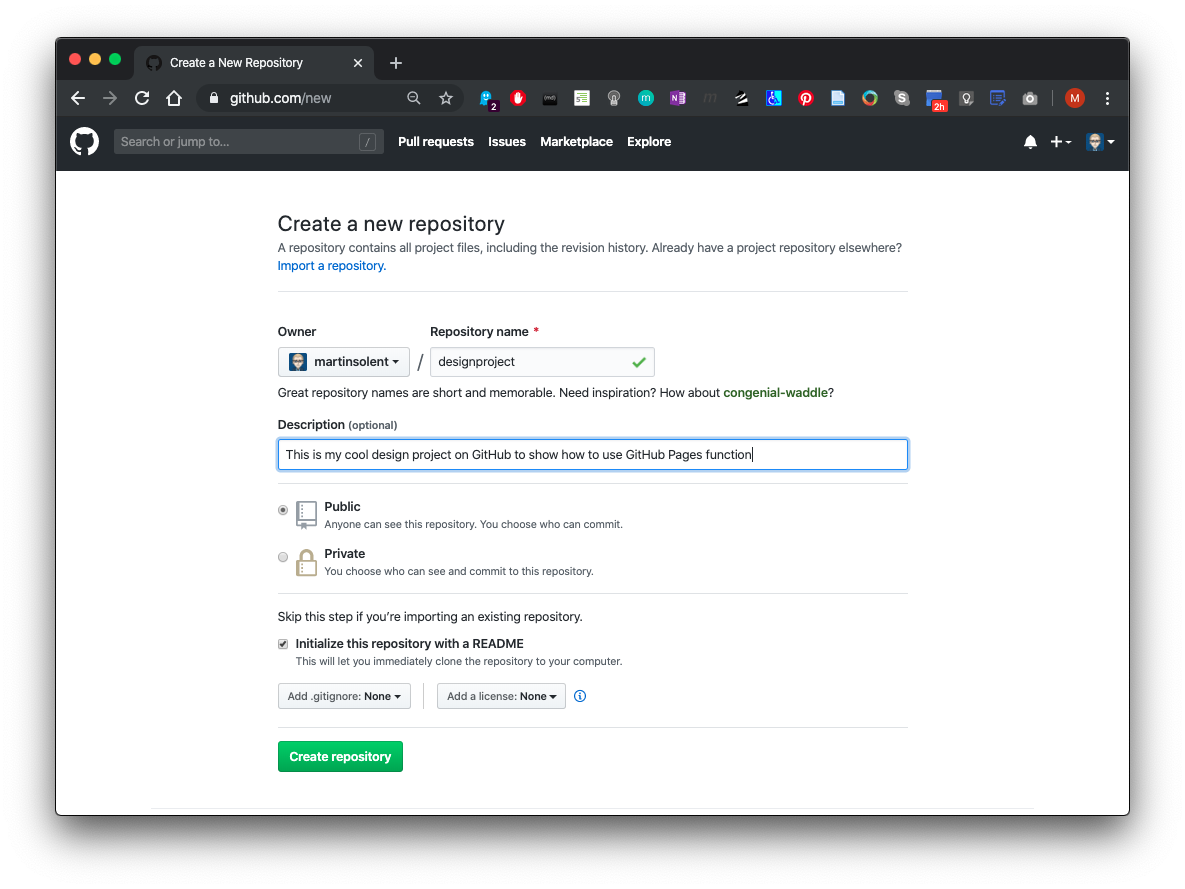 Create a New Repository
github.com/new
2
N
2h
M
Search or jump to...
/
Pull requests
Issues
Marketplace
Explore
Create a new repository
A repository contains all project files, including the revision history. Already have a project repository elsewhere?
Import a repository.
Owner
Repository name *
martinsolent
/
designproject
Great repository names are short and memorable. Need inspiration? How about congenial-waddle?
Description (optional)
This is my cool design project on GitHub to show how to use GitHub Pages function
Public
Anyone can see this repository. You choose who can commit.
Private
You choose who can see and commit to this repository.
Skip this step if you’re importing an existing repository.
Initialize this repository with a README
This will let you immediately clone the repository to your computer.
Add .gitignore: None
Add a license: None
Create repository